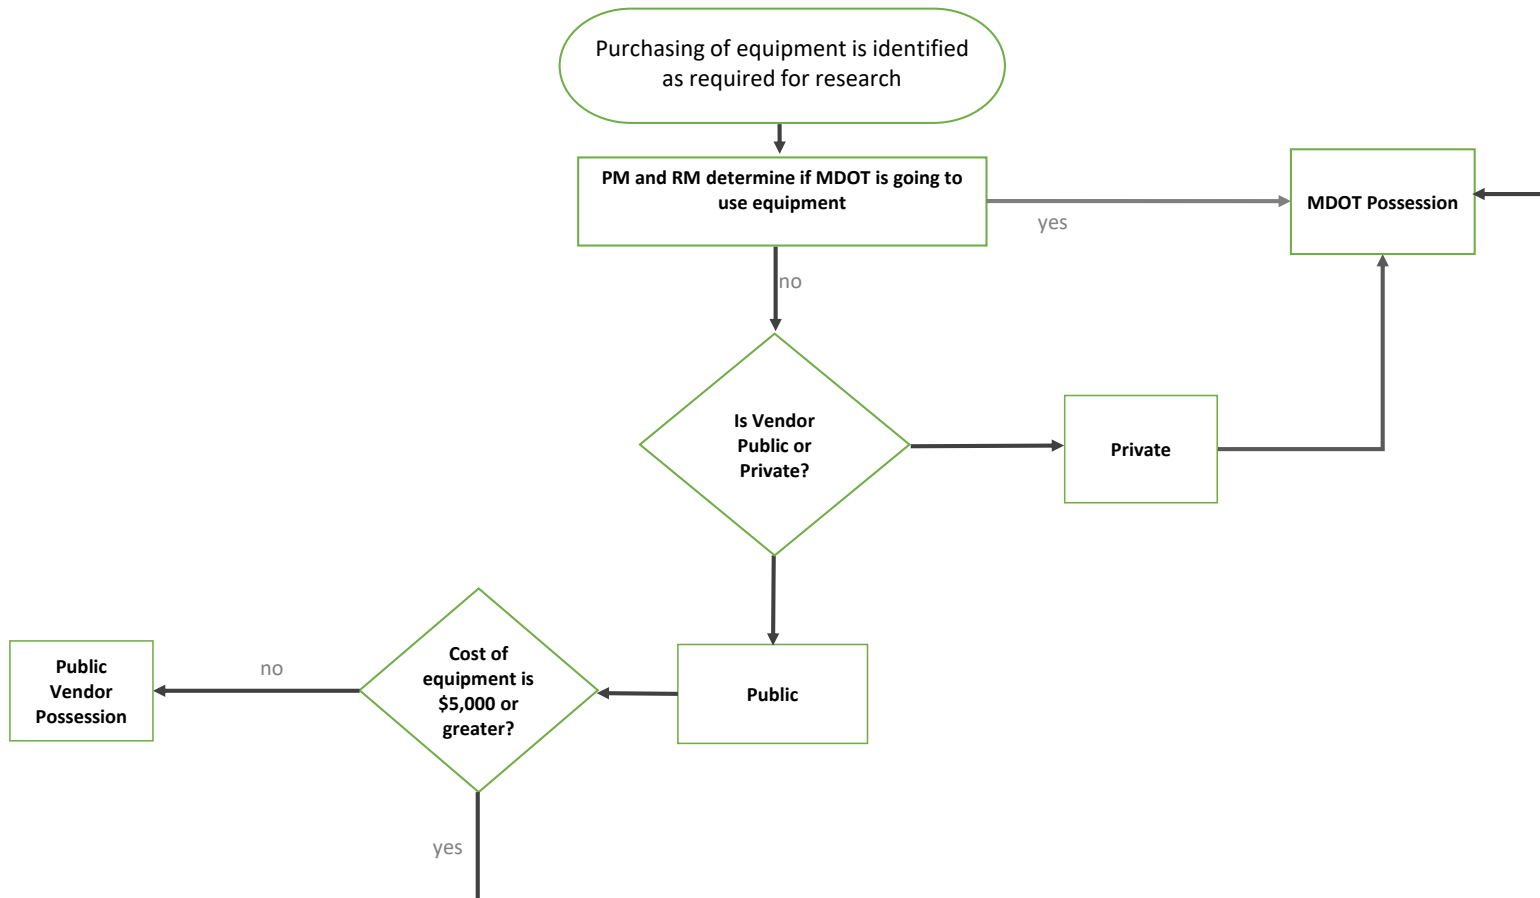 Purchasing of equipment is identified
as required for research
PM and RM determine if MDOT is going to
use equipment
yes
MDOT Possession
no
Is Vendor
Public or
Private?
Private
Public
Cost of
equipment is
$5,000 or
greater?
no
Public
Vendor
Possession
yes